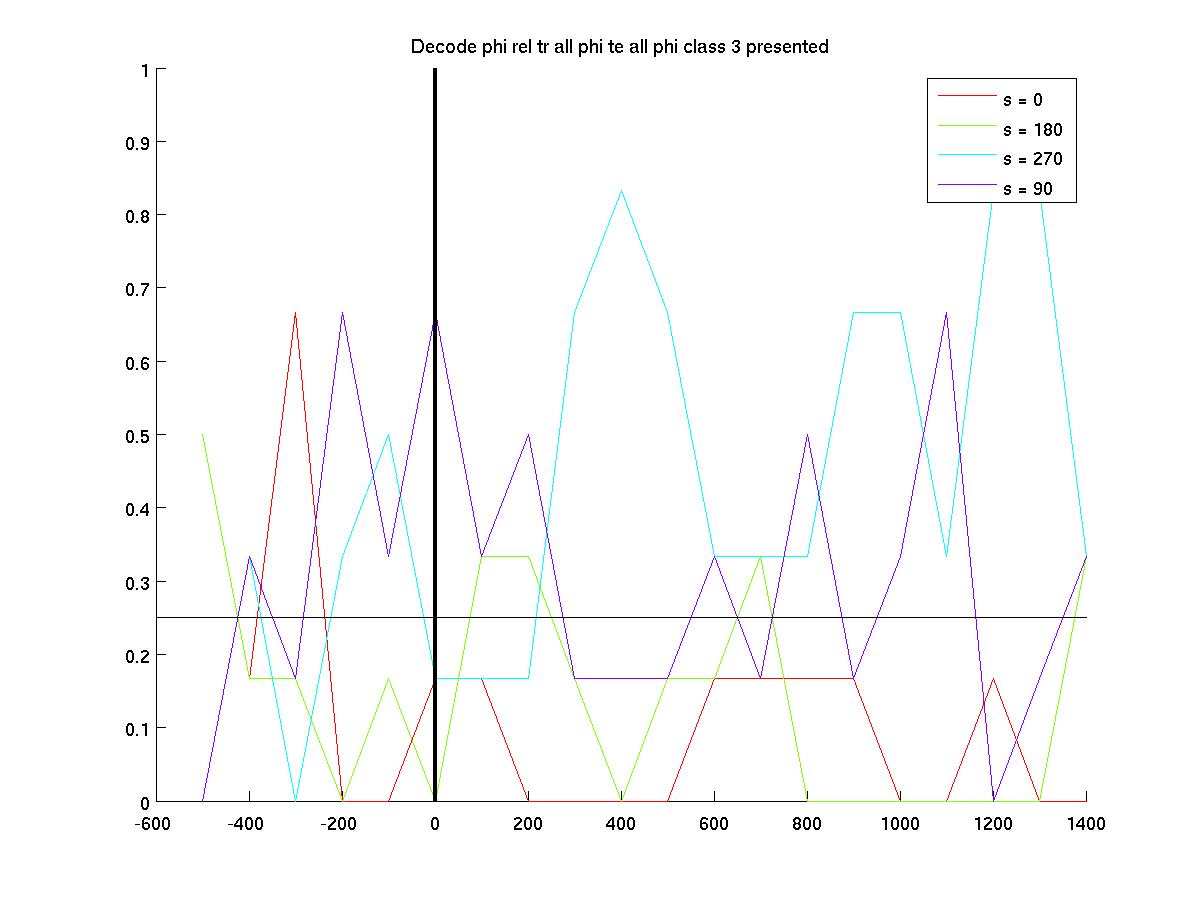 Decode phi rel tr all phi te all phi class 3 presented
s = 0
s = 180
s = 270
s = 90
1
0.9
0.8
0.7
0.6
0.5
0.4
0.3
0.2
0.1
0
-600 -400 -200 0 200 400 600 800 1000 1200 1400